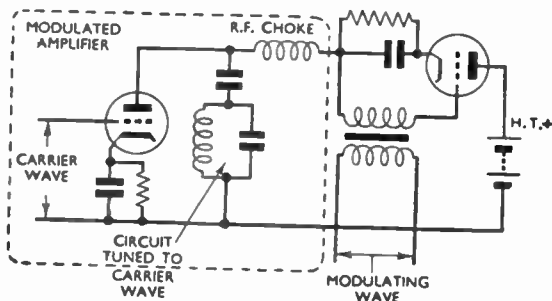 MODULATED
AMPLIFIER
R.F. CHOKE
H.T.+
CARRIER
WAVE
CIRCUIT
TUNED TO
CARRIER
WAVE
MODULATING
WAVE